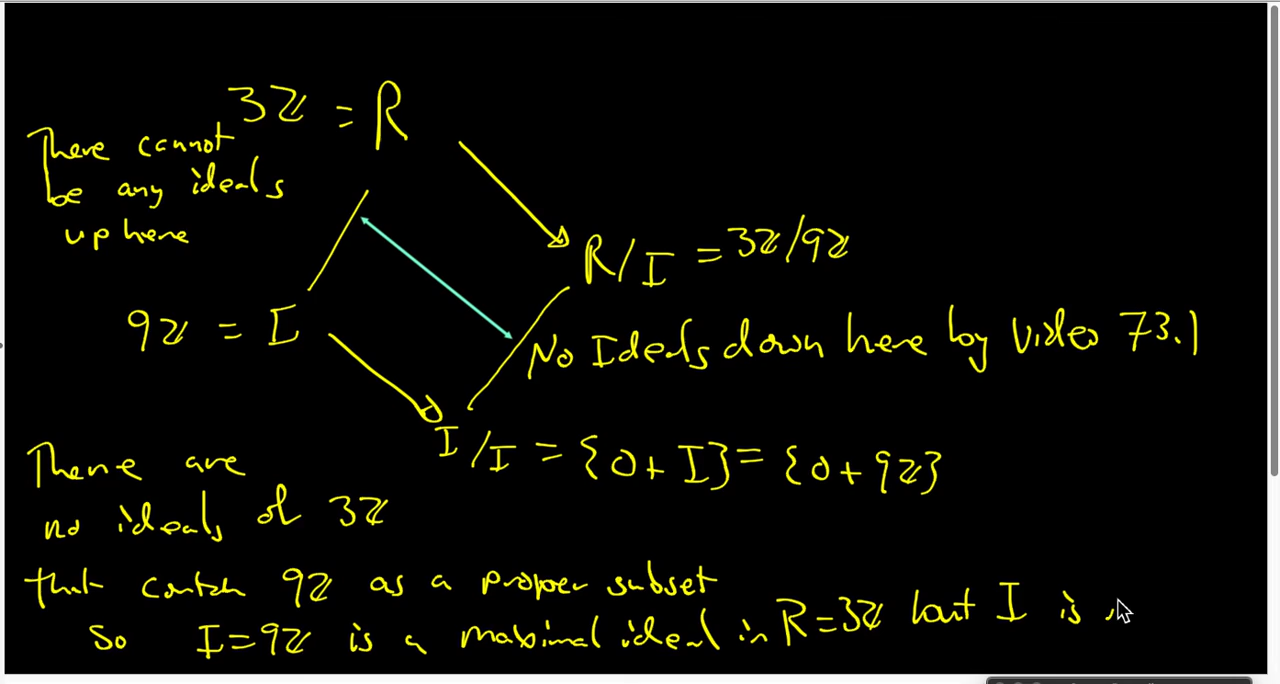 3ℤ = R
There cannot
be any ideals
up here
R/I = 3ℤ/9ℤ
9ℤ = I
No Ideals down here by video 73.1
I/I = {0+I} = {0+9ℤ}
There are
no ideals of 3ℤ
that contain 9ℤ as a proper subset
So I=9ℤ is a maximal ideal in R=3ℤ but I is